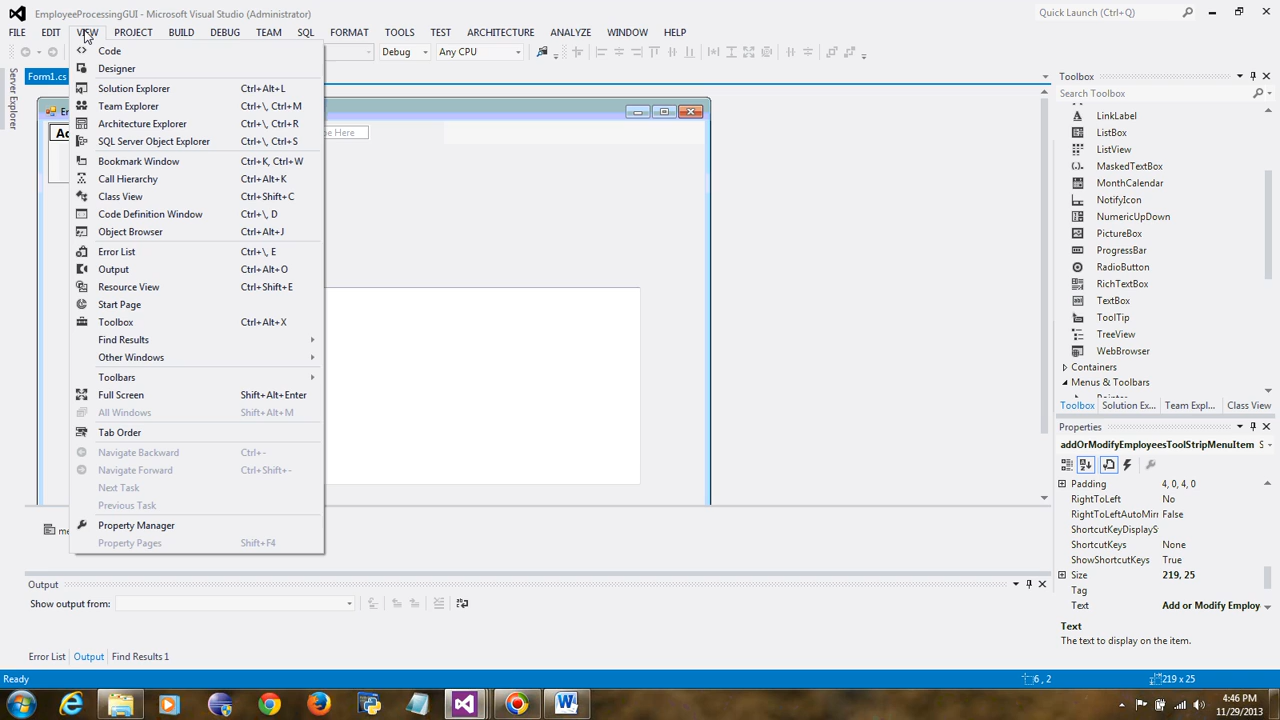 EmployeeProcessingGUI - Microsoft Visual Studio (Administrator)
Quick Launch (Ctrl+Q)
FILE EDIT VIEW PROJECT BUILD DEBUG TEAM SQL FORMAT TOOLS TEST ARCHITECTURE ANALYZE WINDOW HELP
Debug Any CPU
Code
Designer
Solution Explorer Ctrl+Alt+L
Team Explorer Ctrl+\, Ctrl+M
Architecture Explorer Ctrl+\, Ctrl+R
SQL Server Object Explorer Ctrl+\, Ctrl+S
Bookmark Window Ctrl+K, Ctrl+W
Call Hierarchy Ctrl+Alt+K
Class View Ctrl+Shift+C
Code Definition Window Ctrl+\, D
Object Browser Ctrl+Alt+J
Error List Ctrl+\, E
Output Ctrl+Alt+O
Resource View Ctrl+Shift+E
Start Page
Toolbox Ctrl+Alt+X
Find Results
Other Windows
Toolbars
Full Screen Shift+Alt+Enter
All Windows Shift+Alt+M
Tab Order
Navigate Backward Ctrl+-
Navigate Forward Ctrl+Shift+-
Next Task
Previous Task
Property Manager
Property Pages Shift+F4
Server Explorer
Form1.cs
Here
Toolbox
Search Toolbox
LinkLabel
ListBox
ListView
MaskedTextBox
MonthCalendar
NotifyIcon
NumericUpDown
PictureBox
ProgressBar
RadioButton
RichTextBox
TextBox
ToolTip
TreeView
WebBrowser
Containers
Menu & Toolbars
Toolbox Solution Ex... Team Expl... Class View
Properties
addOrModifyEmployeesToolStripMenuItem S
Padding 4, 0, 4, 0
RightToLeft No
RightToLeftAutoMirr False
ShortcutKeyDisplayS
ShortcutKeys None
ShowShortcutKeys True
Size 219, 25
Tag
Text Add or Modify Employ
Text
The text to display on the item.
Output
Show output from:
Error List Output Find Results 1
Ready 6 , 2 219 x 25
4:46 PM
11/29/2013